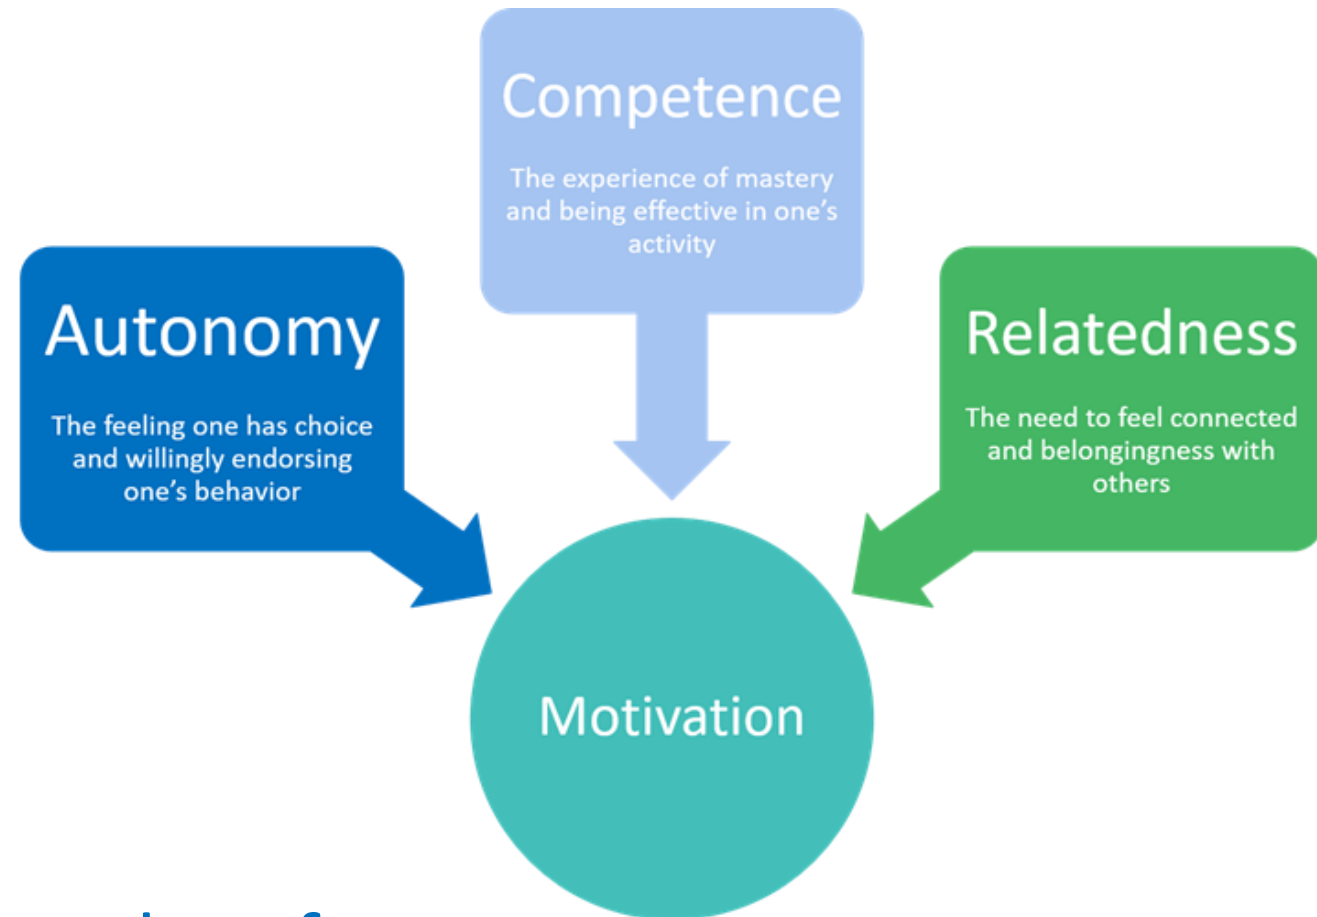 Competence
The experience of mastery
and being effective in one's
activity
Autonomy
The feeling one has choice
and willingly endorsing
one's behavior
Relatedness
The need to feel connected
and belongingness with
others
Motivation